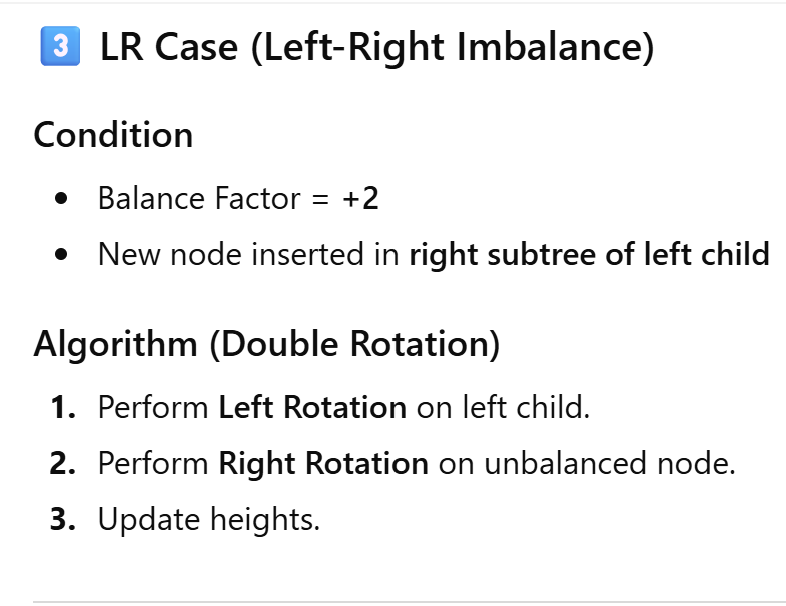 3 LR Case (Left-Right Imbalance)
Condition
• Balance Factor = +2
• New node inserted in right subtree of left child
Algorithm (Double Rotation)
1. Perform Left Rotation on left child.
2. Perform Right Rotation on unbalanced node.
3. Update heights.